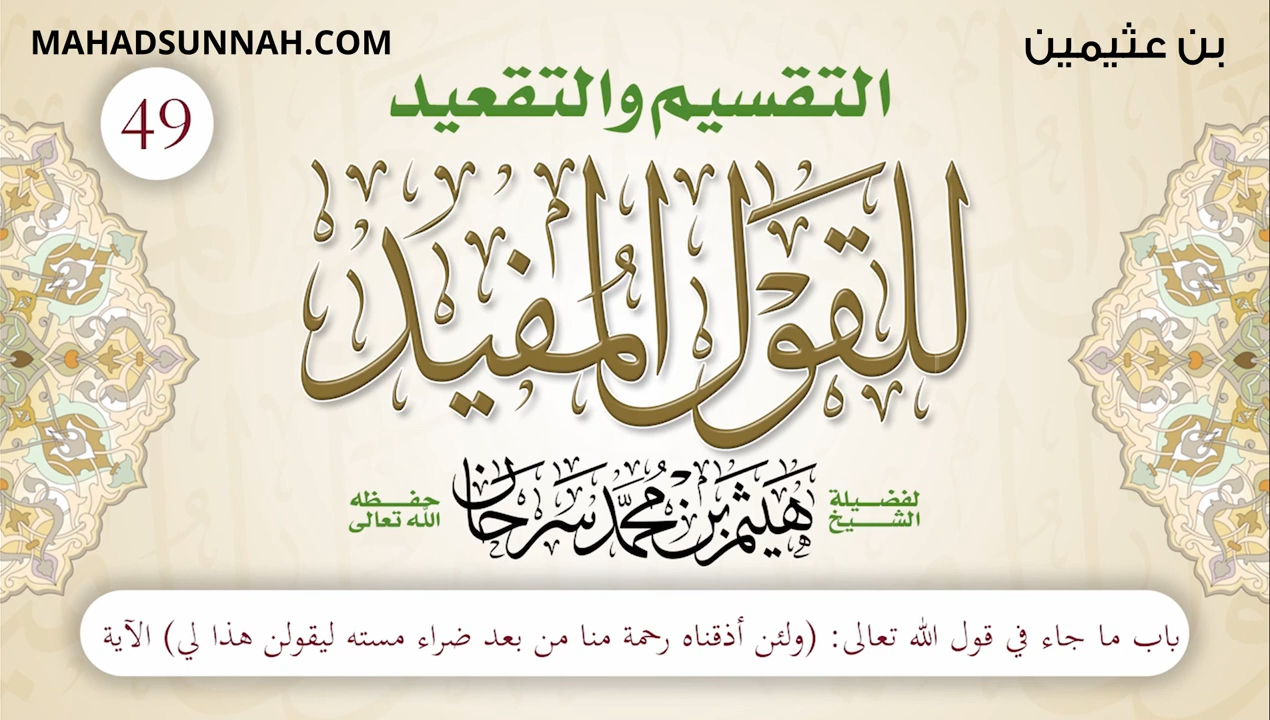 MAHADSUNNAH.COM
بن عثيمين
49
التقسيم والتقعيد
للقول المفيد
لفضيلة الشيخ
هيثم بن محمد سرحان
حفظه الله تعالى
باب ما جاء في قول الله تعالى: (ولئن أذقناه رحمة منا من بعد ضراء مسته ليقولن هذا لي) الآية